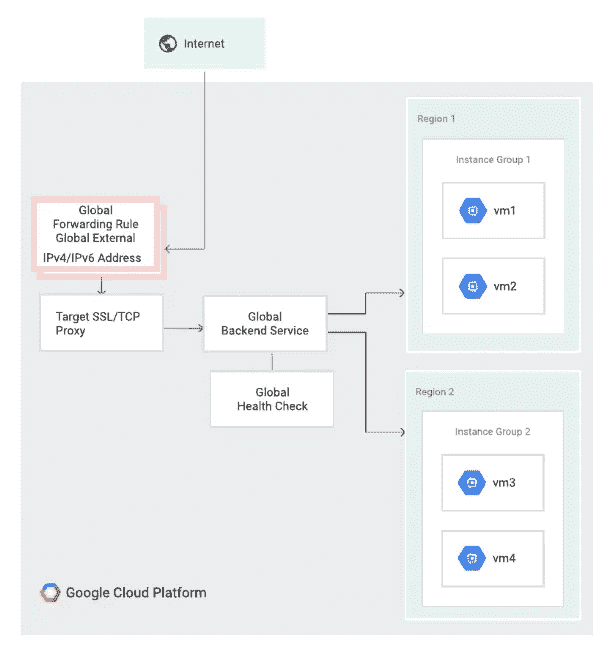 Internet
Region 1
Instance Group 1
vm1
vm2
Global
Forwarding Rule
Global External
IPv4/IPv6 Address
Target SSL/TCP
Proxy
Global
Backend Service
Global
Health Check
Region 2
Instance Group 2
vm3
vm4
Google Cloud Platform